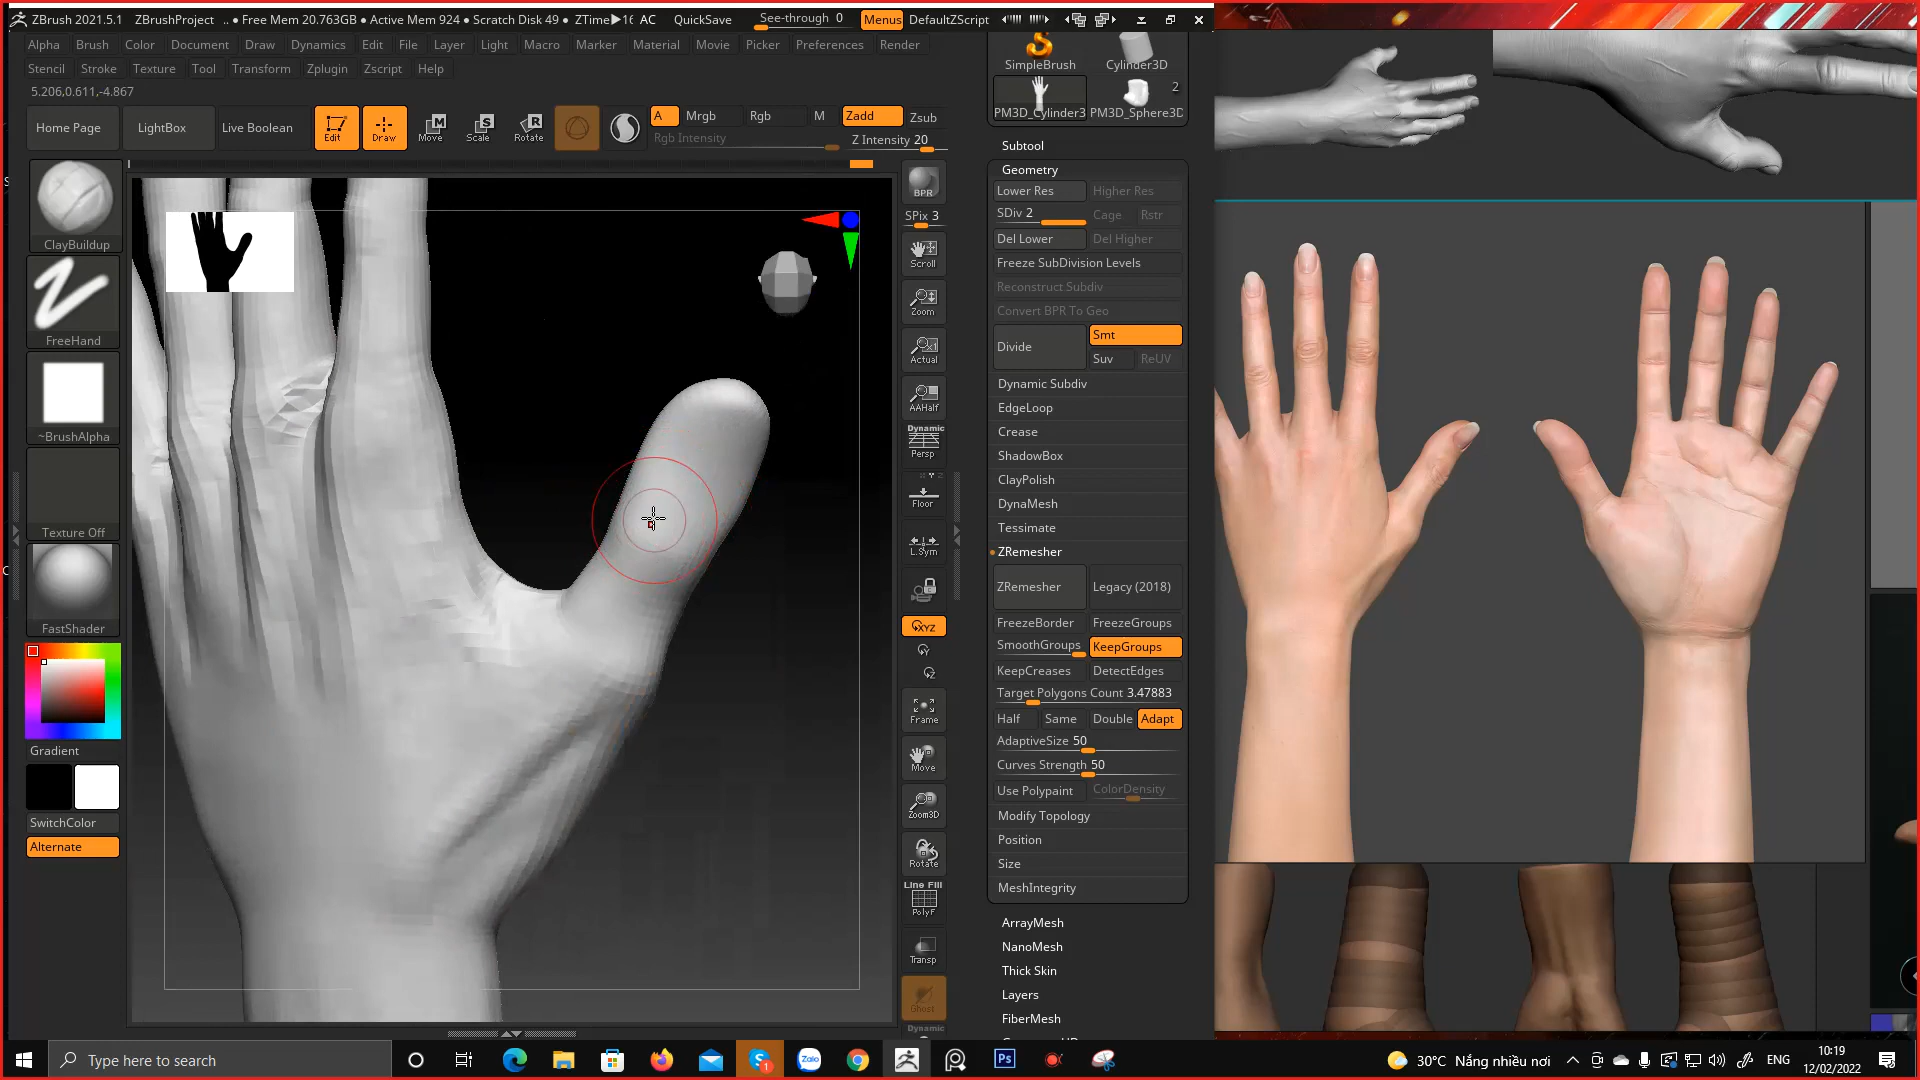 ZBrush 2021.5.1 ZBrushProject .. ● Free Mem 20.763GB ● Active Mem 924 ● Scratch Disk 49 ● ZTime▶16 AC QuickSave See-through 0 Menus DefaultZScript
Alpha Brush Color Document Draw Dynamics Edit File Layer Light Macro Marker Material Movie Picker Preferences Render
Stencil Stroke Texture Tool Transform Zplugin Zscript Help
5.206,0.611,-4.867
Home Page LightBox Live Boolean Edit Draw Move Scale Rotate A Mrgb Rgb M Zadd Zsub
Rgb Intensity Z Intensity 20
ClayBuildup
FreeHand
~BrushAlpha
Texture Off
FastShader
Gradient
SwitchColor
Alternate
BPR
SPix 3
Scroll
Zoom
Actual
AAHalf
Dynamic
Persp
Floor
L.Sym
XYZ
Y
Z
Frame
Move
Zoom3D
Rotate
Line Fill
PolyF
Transp
Ghost
Dynamic
SimpleBrush Cylinder3D
2
PM3D_Cylinder3 PM3D_Sphere3D
Subtool
Geometry
Lower Res Higher Res
SDiv 2 Cage Rstr
Del Lower Del Higher
Freeze SubDivision Levels
Reconstruct Subdiv
Convert BPR To Geo
Divide Smt
Suv ReUV
Dynamic Subdiv
EdgeLoop
Crease
ShadowBox
ClayPolish
DynaMesh
Tessimate
ZRemesher
ZRemesher Legacy (2018)
FreezeBorder FreezeGroups
SmoothGroups KeepGroups
KeepCreases DetectEdges
Target Polygons Count 3.47883
Half Same Double Adapt
AdaptiveSize 50
Curves Strength 50
Use Polypaint ColorDensity
Modify Topology
Position
Size
MeshIntegrity
ArrayMesh
NanoMesh
Thick Skin
Layers
FiberMesh
Type here to search
Zalo
Ps
30°C Nắng nhiều nơi
ENG
10:19
12/02/2022